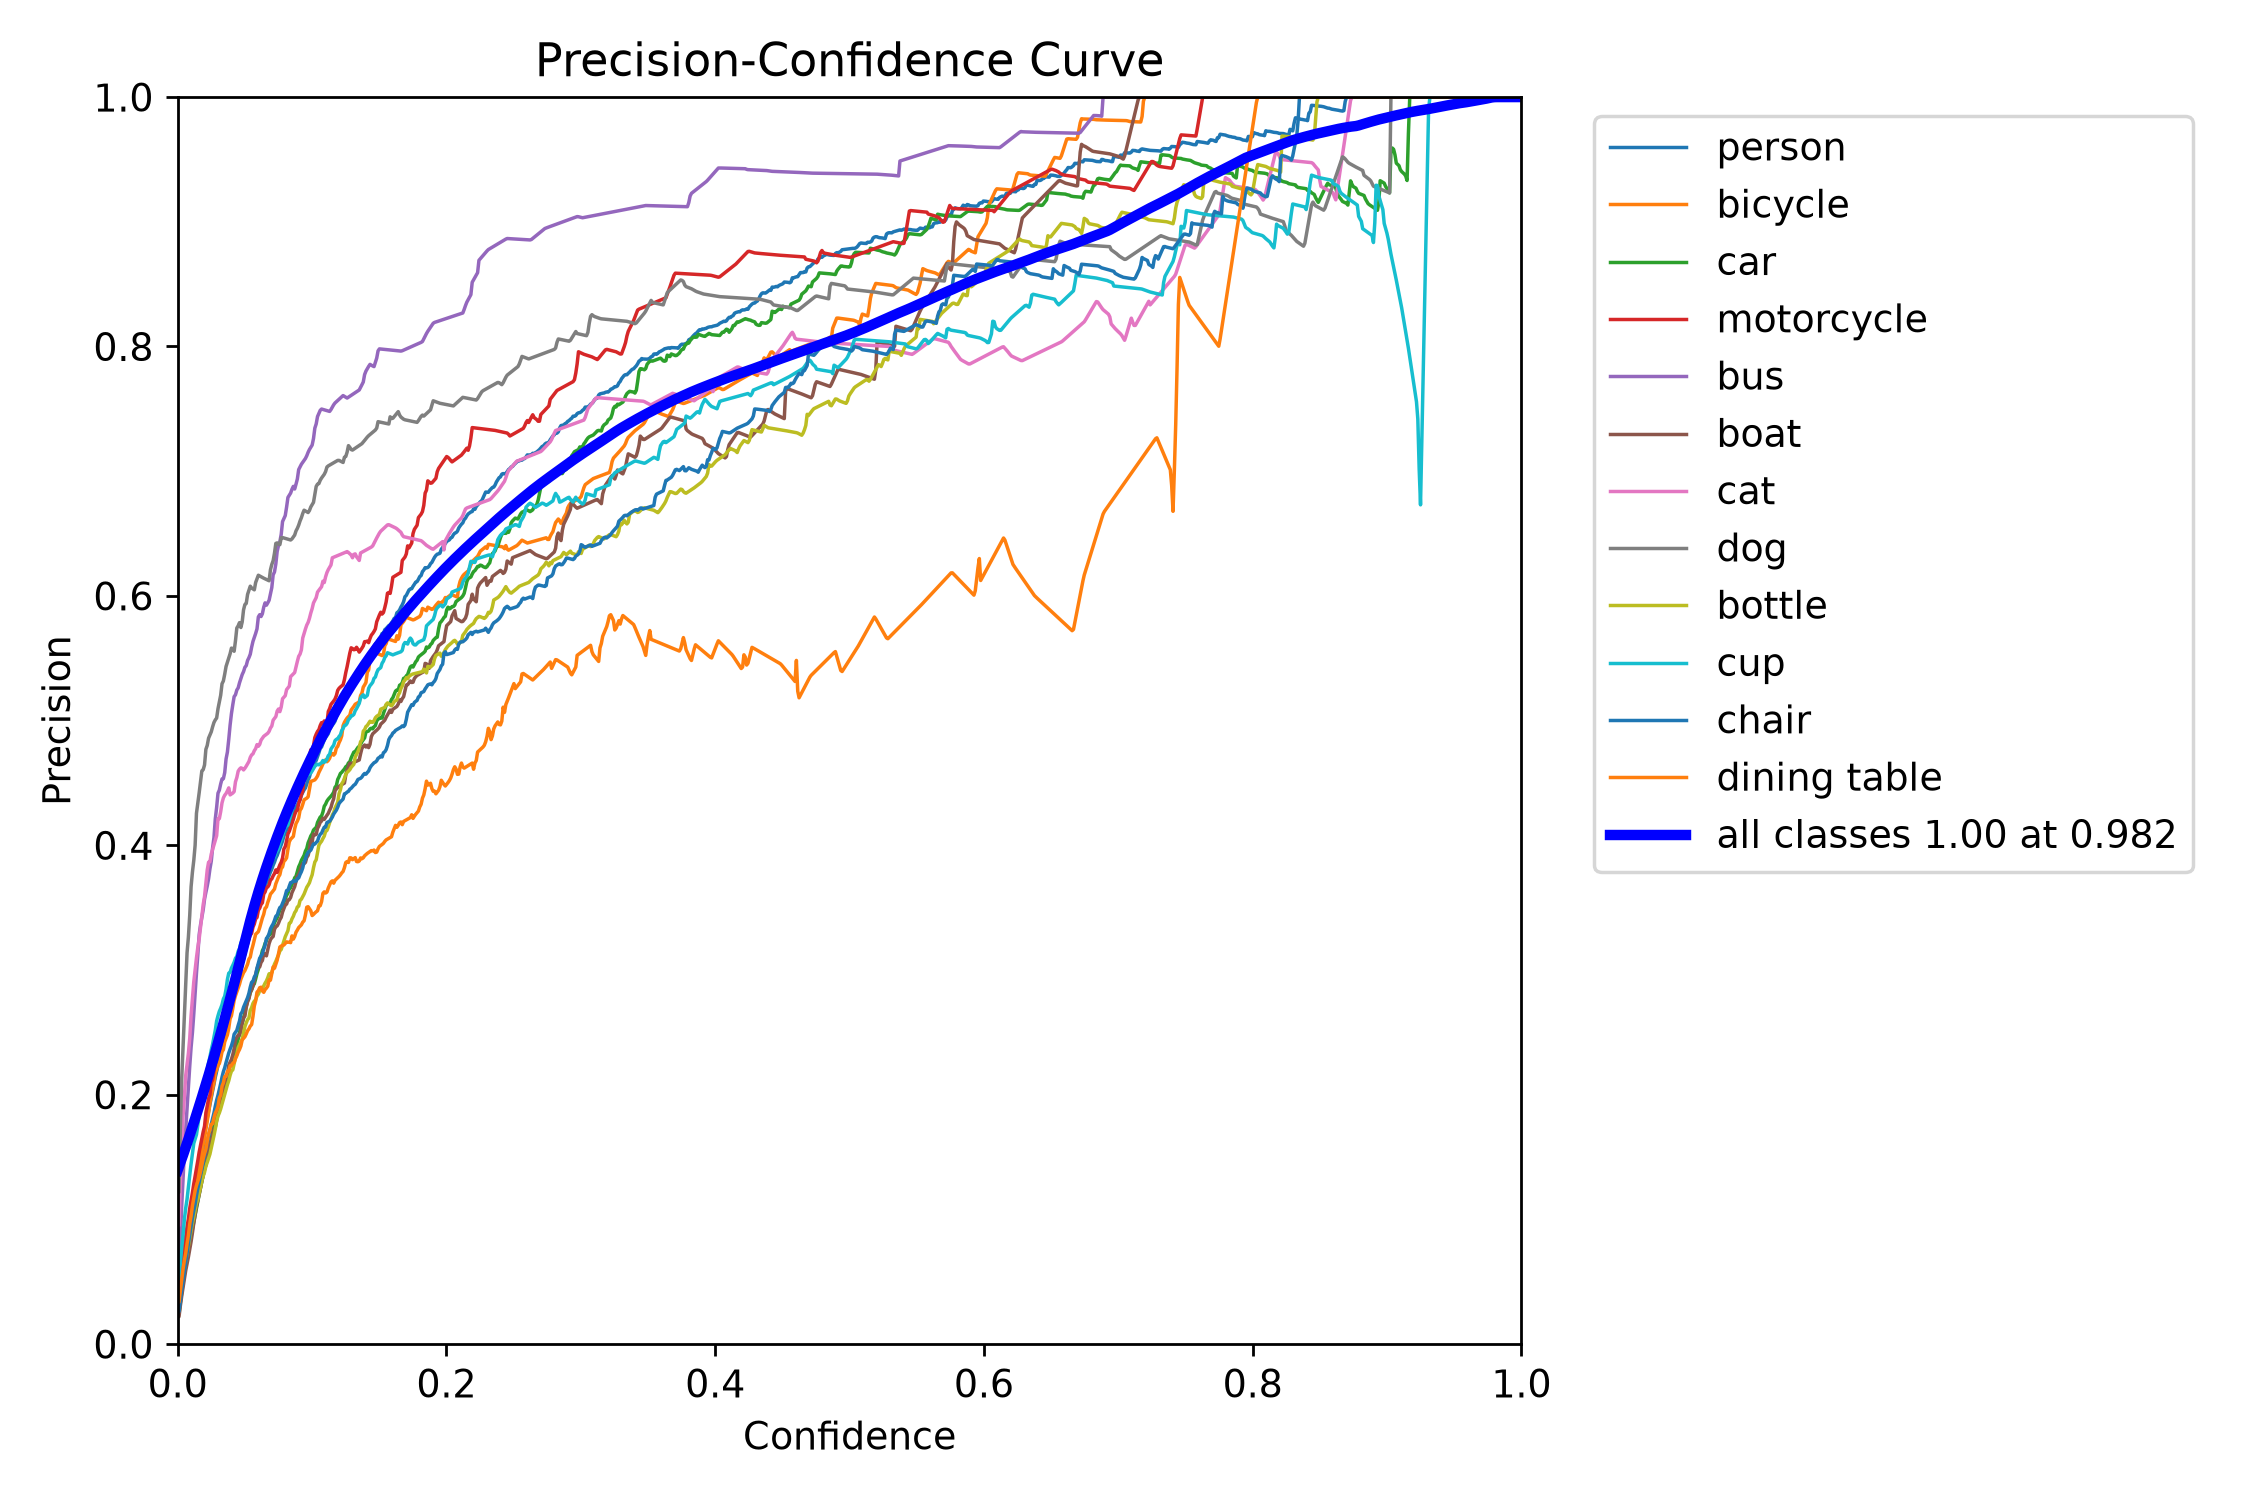 Precision-Confidence Curve
1.0
0.8
0.6
0.4
0.2
0.0
Precision
0.0 0.2 0.4 0.6 0.8 1.0
Confidence
person
bicycle
car
motorcycle
bus
boat
cat
dog
bottle
cup
chair
dining table
all classes 1.00 at 0.982